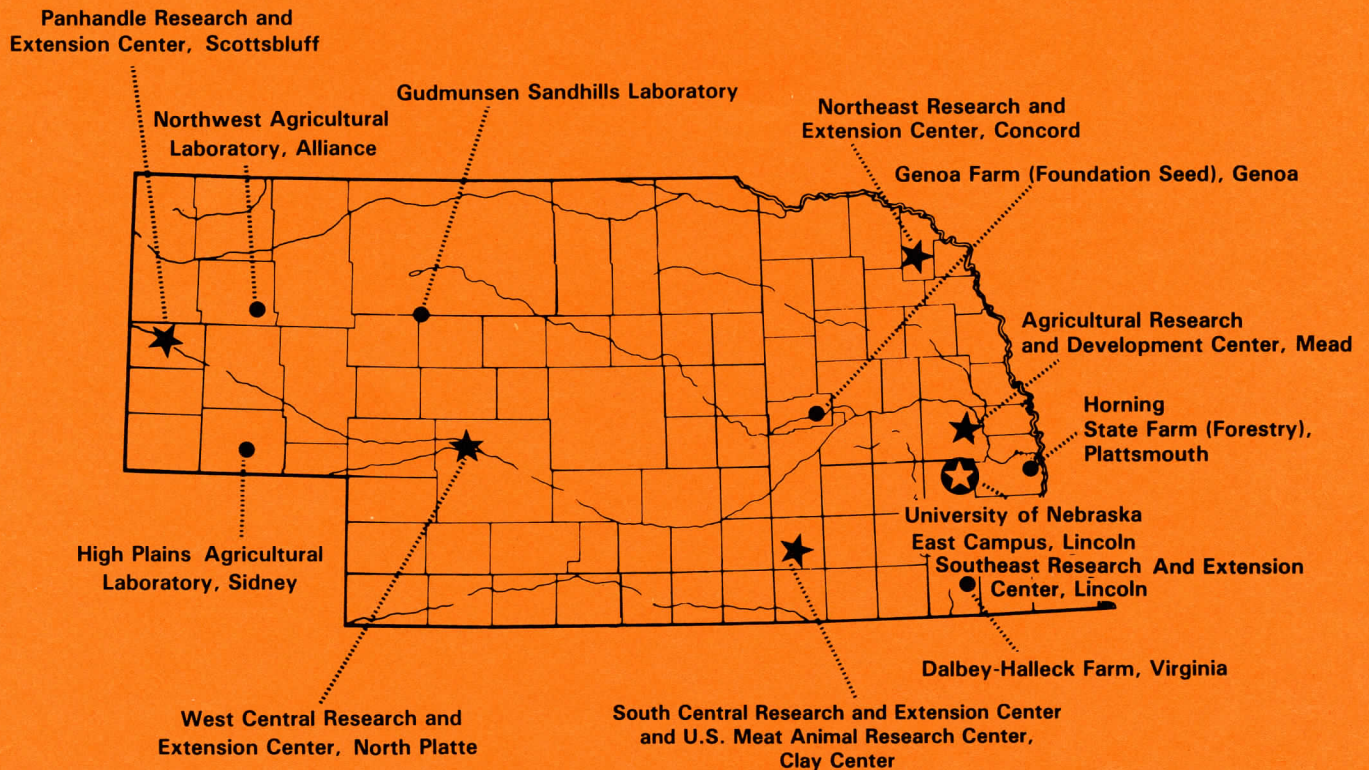 Panhandle Research and
Extension Center, Scottsbluff
Gudmunsen Sandhills Laboratory
Northwest Agricultural
Laboratory, Alliance
Northeast Research and
Extension Center, Concord
Genoa Farm (Foundation Seed), Genoa
Agricultural Research
and Development Center, Mead
Horning
State Farm (Forestry),
Plattsmouth
University of Nebraska
East Campus, Lincoln
Southeast Research And Extension
Center, Lincoln
High Plains Agricultural
Laboratory, Sidney
Dalbey-Halleck Farm, Virginia
West Central Research and
Extension Center, North Platte
South Central Research and Extension Center
and U.S. Meat Animal Research Center,
Clay Center